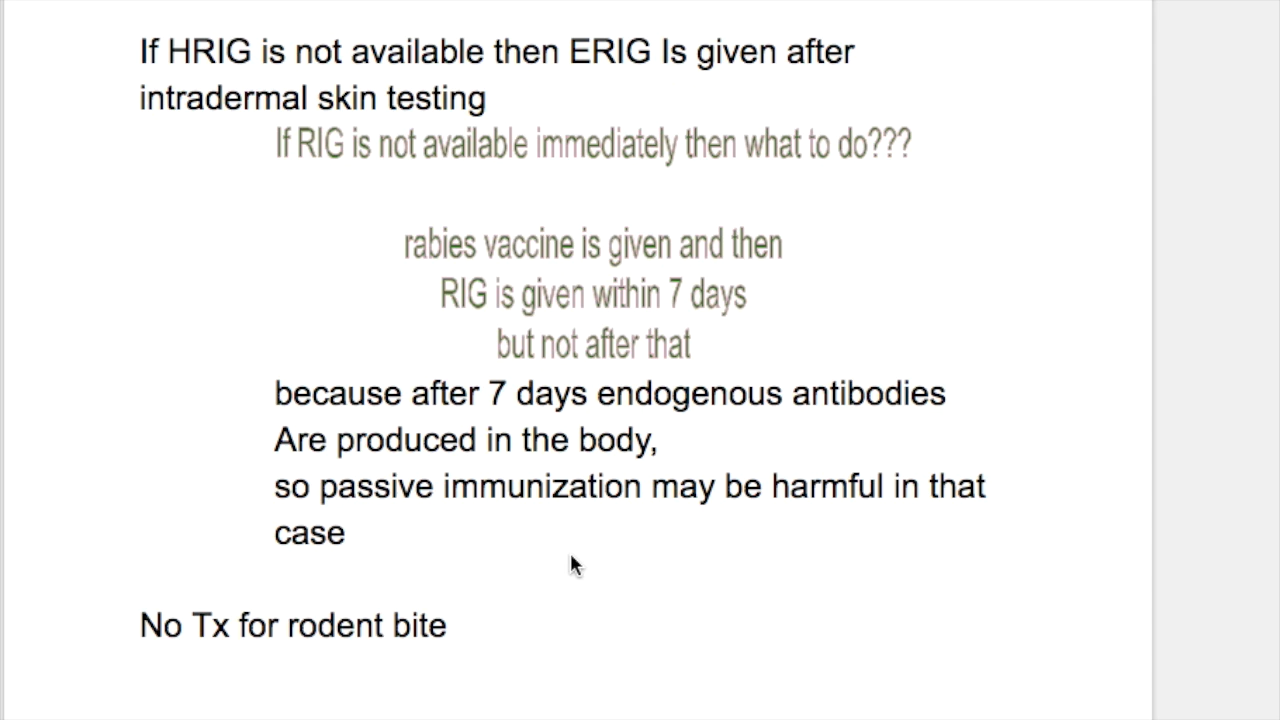 If HRIG is not available then ERIG Is given after
intradermal skin testing
If RIG is not available immediately then what to do???
rabies vaccine is given and then
RIG is given within 7 days
but not after that
because after 7 days endogenous antibodies
Are produced in the body,
so passive immunization may be harmful in that
case
No Tx for rodent bite